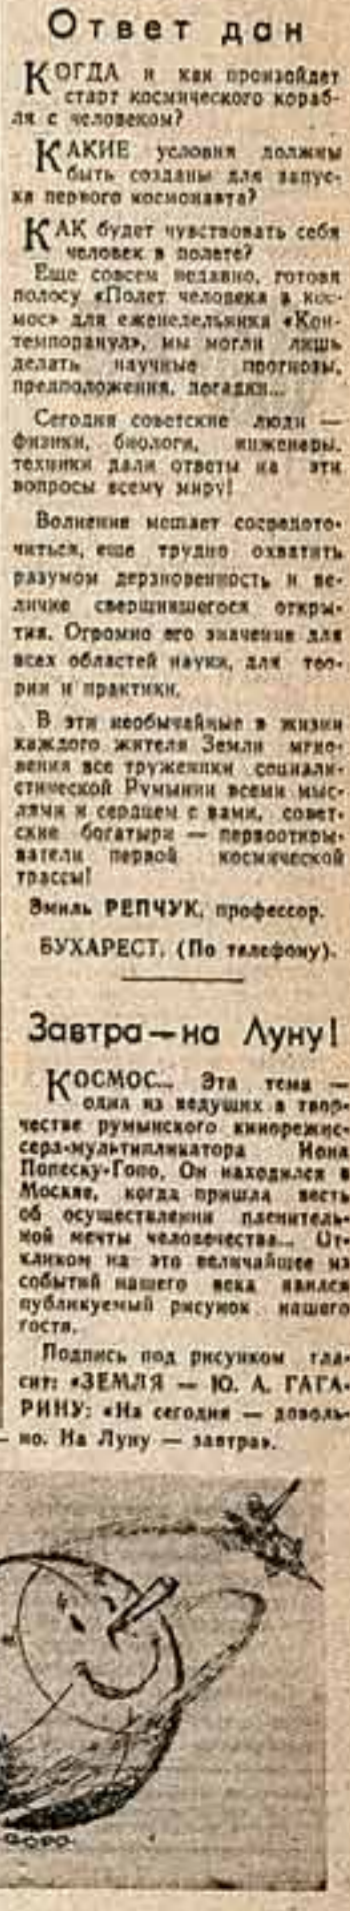 Ответ дан
КОГДА и как произойдет
старт космического кораб-
ля с человеком?
КАКИЕ условия должны
быть созданы для запус-
ка первого космонавта?
КАК будет чувствовать себя
человек в полете?
Еще совсем недавно, готовя
полосу «Полет человека в кос-
мос» для еженедельника «Кон-
темпоранул», мы могли лишь
делать научные прогнозы,
предположения, догадки...
Сегодня советские люди —
физики, биологи, инженеры,
техники дали ответы на эти
вопросы всему миру!
Волнение мешает сосредото-
читься, еще трудно охватить
разумом дерзновенность и ве-
личие свершившегося откры-
тия. Огромно его значение для
всех областей науки, для тео-
рии и практики.
В эти необычайные в жизни
каждого жителя Земли мгно-
вения все труженики социали-
стической Румынии всеми мыс-
лями и сердцем с вами, совет-
ские богатыри — первооткры-
ватели первой космической
трассы!
Эмиль РЕПЧУК, профессор.
БУХАРЕСТ. (По телефону).
Завтра — на Луну!
КОСМОС... Эта тема —
одна из ведущих в твор-
честве румынского кинорежис-
сера-мультипликатора Иона
Попеску-Гопо. Он находился в
Москве, когда пришла весть
об осуществлении пленитель-
ной мечты человечества... От-
кликом на это величайшее из
событий нашего века явился
публикуемый рисунок нашего
гостя.
Подпись под рисунком гла-
сит: «ЗЕМЛЯ — Ю. А. ГАГА-
РИНУ: «На сегодня — доволь-
но. На Луну — завтра».
GOPO